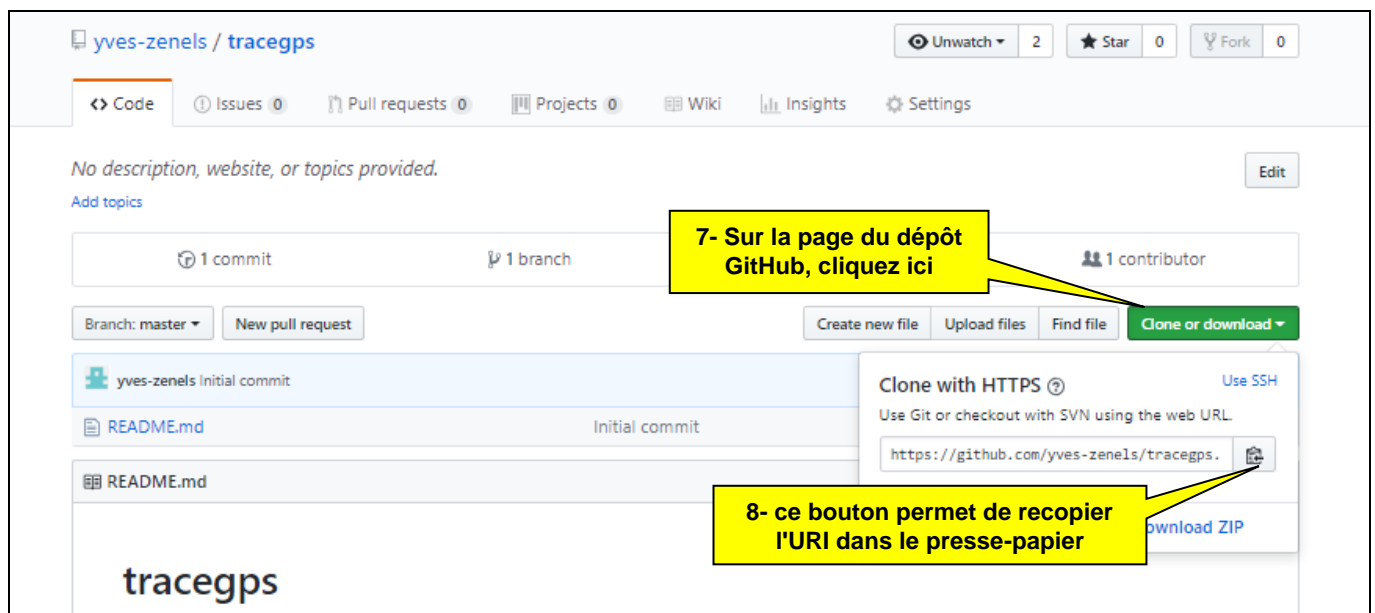 yves-zenels / tracegps
Unwatch 2 Star 0 Fork 0
Code Issues 0 Pull requests 0 Projects 0 Wiki Insights Settings
No description, website, or topics provided.
Edit
Add topics
7- Sur la page du dépôt
GitHub, cliquez ici
1 commit 1 branch 1 contributor
Branch: master New pull request Create new file Upload files Find file Clone or download
yves-zenels Initial commit
Clone with HTTPS Use SSH
Use Git or checkout with SVN using the web URL.
README.md Initial commit
https://github.com/yves-zenels/tracegps.
README.md
8- ce bouton permet de recopier
l'URI dans le presse-papier
ZIP
tracegps